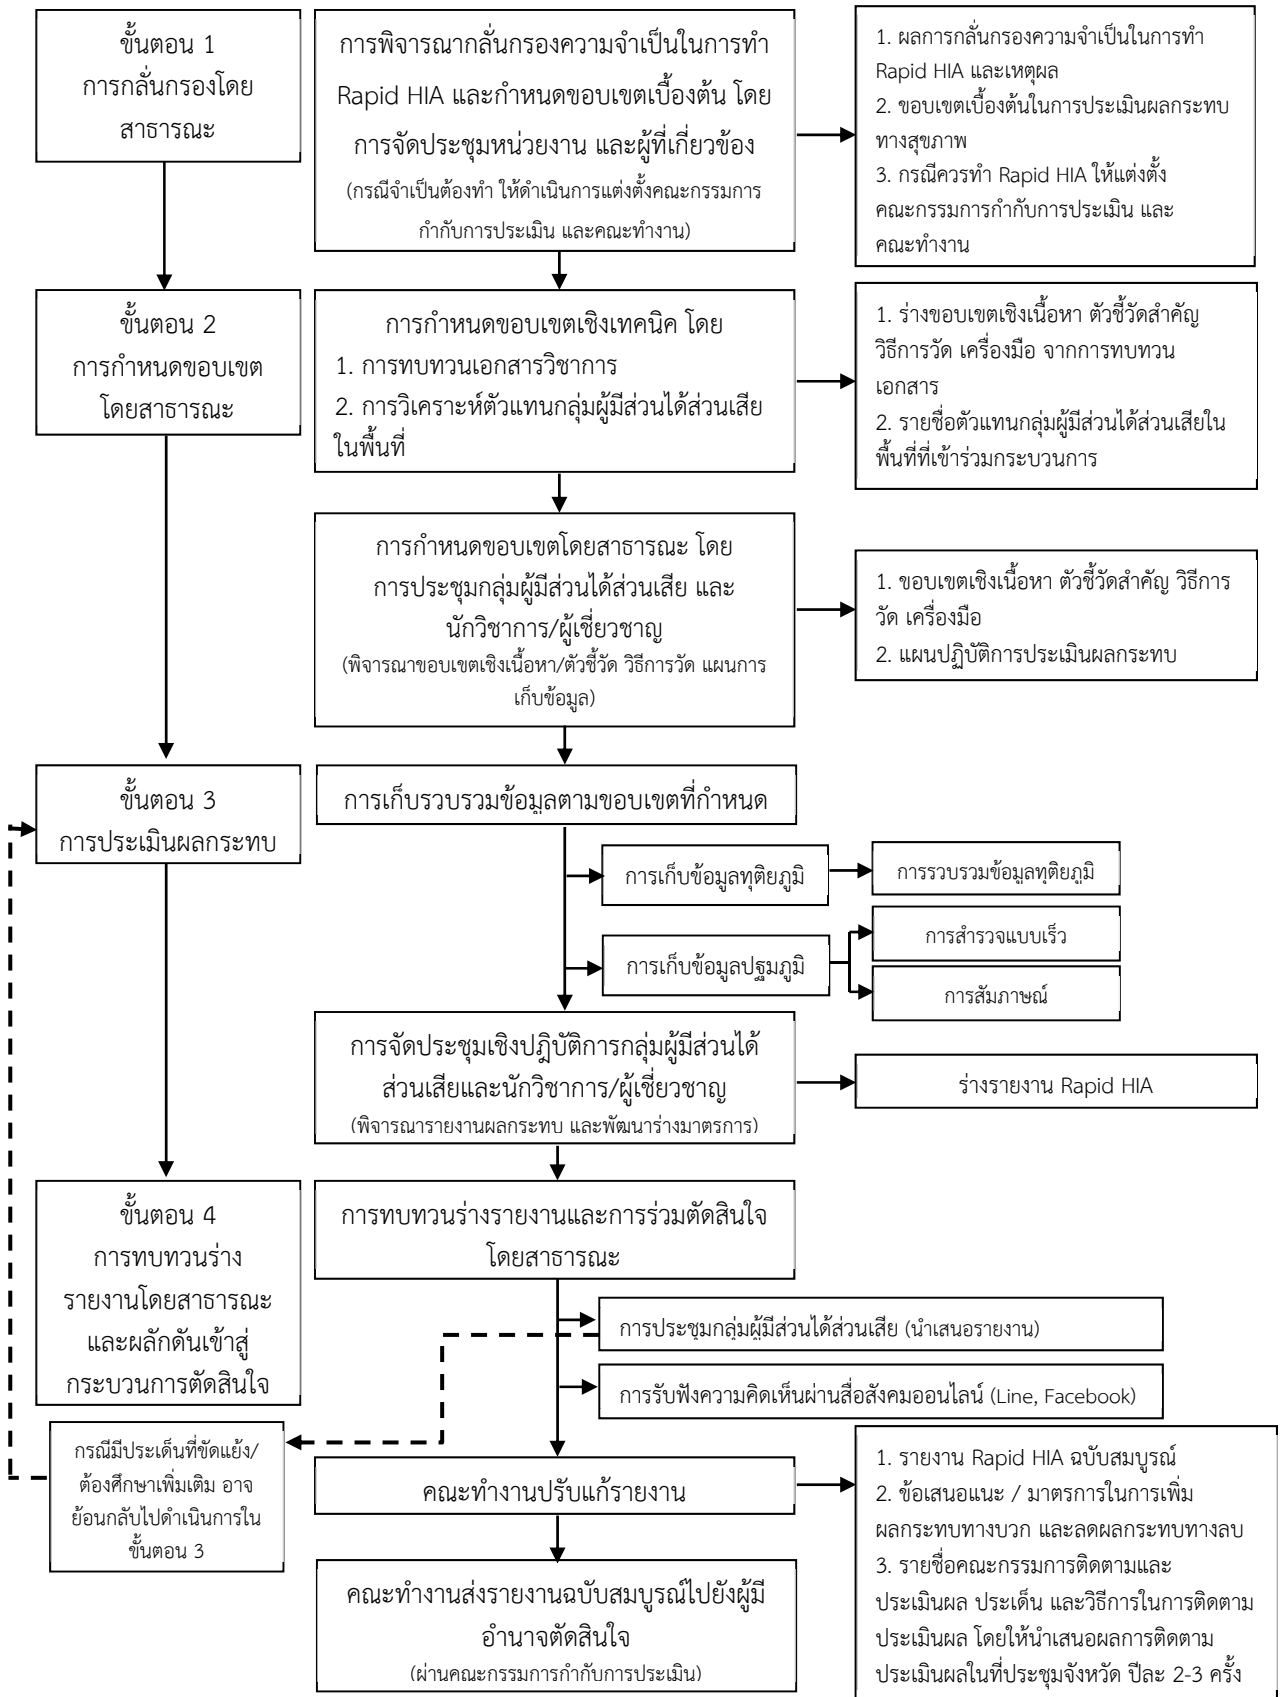 ขั้นตอน 1
การกลั่นกรองโดย
สาธารณะ
การพิจารณากลั่นกรองความจำเป็นในการทำ
Rapid HIA และกำหนดขอบเขตเบื้องต้น โดย
การจัดประชุมหน่วยงาน และผู้ที่เกี่ยวข้อง
(กรณีจำเป็นต้องทำ ให้ดำเนินการแต่งตั้งคณะกรรมการ
กำกับการประเมิน และคณะทำงาน)
1. ผลการกลั่นกรองความจำเป็นในการทำ
Rapid HIA และเหตุผล
2. ขอบเขตเบื้องต้นในการประเมินผลกระทบ
ทางสุขภาพ
3. กรณีควรทำ Rapid HIA ให้แต่งตั้ง
คณะกรรมการกำกับการประเมิน และ
คณะทำงาน
ขั้นตอน 2
การกำหนดขอบเขต
โดยสาธารณะ
การกำหนดขอบเขตเชิงเทคนิค โดย
1. การทบทวนเอกสารวิชาการ
2. การวิเคราะห์ตัวแทนกลุ่มผู้มีส่วนได้ส่วนเสีย
ในพื้นที่
1. ร่างขอบเขตเชิงเนื้อหา ตัวชี้วัดสำคัญ
วิธีการวัด เครื่องมือ จากการทบทวน
เอกสาร
2. รายชื่อตัวแทนกลุ่มผู้มีส่วนได้ส่วนเสียใน
พื้นที่ที่เข้าร่วมกระบวนการ
การกำหนดขอบเขตโดยสาธารณะ โดย
การประชุมกลุ่มผู้มีส่วนได้ส่วนเสีย และ
นักวิชาการ/ผู้เชี่ยวชาญ
(พิจารณาขอบเขตเชิงเนื้อหา/ตัวชี้วัด วิธีการวัด แผนการ
เก็บข้อมูล)
1. ขอบเขตเชิงเนื้อหา ตัวชี้วัดสำคัญ วิธีการ
วัด เครื่องมือ
2. แผนปฏิบัติการประเมินผลกระทบ
ขั้นตอน 3
การประเมินผลกระทบ
การเก็บรวบรวมข้อมูลตามขอบเขตที่กำหนด
การเก็บข้อมูลทุติยภูมิ
การรวบรวมข้อมูลทุติยภูมิ
การเก็บข้อมูลปฐมภูมิ
การสำรวจแบบเร็ว
การสัมภาษณ์
การจัดประชุมเชิงปฏิบัติการกลุ่มผู้มีส่วนได้
ส่วนเสียและนักวิชาการ/ผู้เชี่ยวชาญ
(พิจารณารายงานผลกระทบ และพัฒนาร่างมาตรการ)
ร่างรายงาน Rapid HIA
ขั้นตอน 4
การทบทวนร่าง
รายงานโดยสาธารณะ
และผลักดันเข้าสู่
กระบวนการตัดสินใจ
การทบทวนร่างรายงานและการร่วมตัดสินใจ
โดยสาธารณะ
การประชุมกลุ่มผู้มีส่วนได้ส่วนเสีย (นำเสนอรายงาน)
การรับฟังความคิดเห็นผ่านสื่อสังคมออนไลน์ (Line, Facebook)
กรณีมีประเด็นที่ขัดแย้ง/
ต้องศึกษาเพิ่มเติม อาจ
ย้อนกลับไปดำเนินการใน
ขั้นตอน 3
คณะทำงานปรับแก้รายงาน
1. รายงาน Rapid HIA ฉบับสมบูรณ์
2. ข้อเสนอแนะ / มาตรการในการเพิ่ม
ผลกระทบทางบวก และลดผลกระทบทางลบ
3. รายชื่อคณะกรรมการติดตามและ
ประเมินผล ประเด็น และวิธีการในการติดตาม
ประเมินผล โดยให้นำเสนอผลการติดตาม
ประเมินผลในที่ประชุมจังหวัด ปีละ 2-3 ครั้ง
คณะทำงานส่งรายงานฉบับสมบูรณ์ไปยังผู้มี
อำนาจตัดสินใจ
(ผ่านคณะกรรมการกำกับการประเมิน)